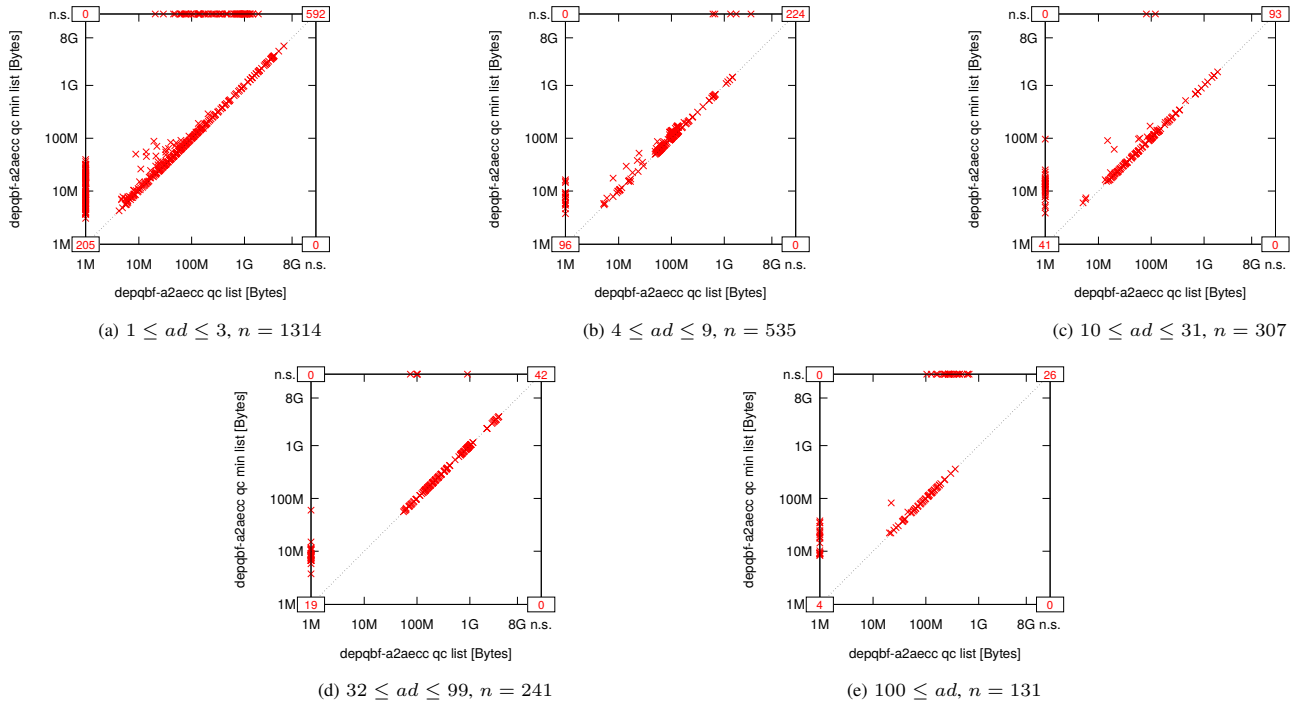 n.s.
0
592
8G
1G
100M
10M
1M
205
0
1M
10M
100M
1G
8G n.s.
depqbf-a2aecc qc min list [Bytes]
depqbf-a2aecc qc list [Bytes]
(a) 1 ≤ ad ≤ 3, n = 1314
n.s.
0
224
8G
1G
100M
10M
1M
96
0
1M
10M
100M
1G
8G n.s.
depqbf-a2aecc qc min list [Bytes]
depqbf-a2aecc qc list [Bytes]
(b) 4 ≤ ad ≤ 9, n = 535
n.s.
0
93
8G
1G
100M
10M
1M
41
0
1M
10M
100M
1G
8G n.s.
depqbf-a2aecc qc min list [Bytes]
depqbf-a2aecc qc list [Bytes]
(c) 10 ≤ ad ≤ 31, n = 307
n.s.
0
42
8G
1G
100M
10M
1M
19
0
1M
10M
100M
1G
8G n.s.
depqbf-a2aecc qc min list [Bytes]
depqbf-a2aecc qc list [Bytes]
(d) 32 ≤ ad ≤ 99, n = 241
n.s.
0
26
8G
1G
100M
10M
1M
4
0
1M
10M
100M
1G
8G n.s.
depqbf-a2aecc qc min list [Bytes]
depqbf-a2aecc qc list [Bytes]
(e) 100 ≤ ad, n = 131